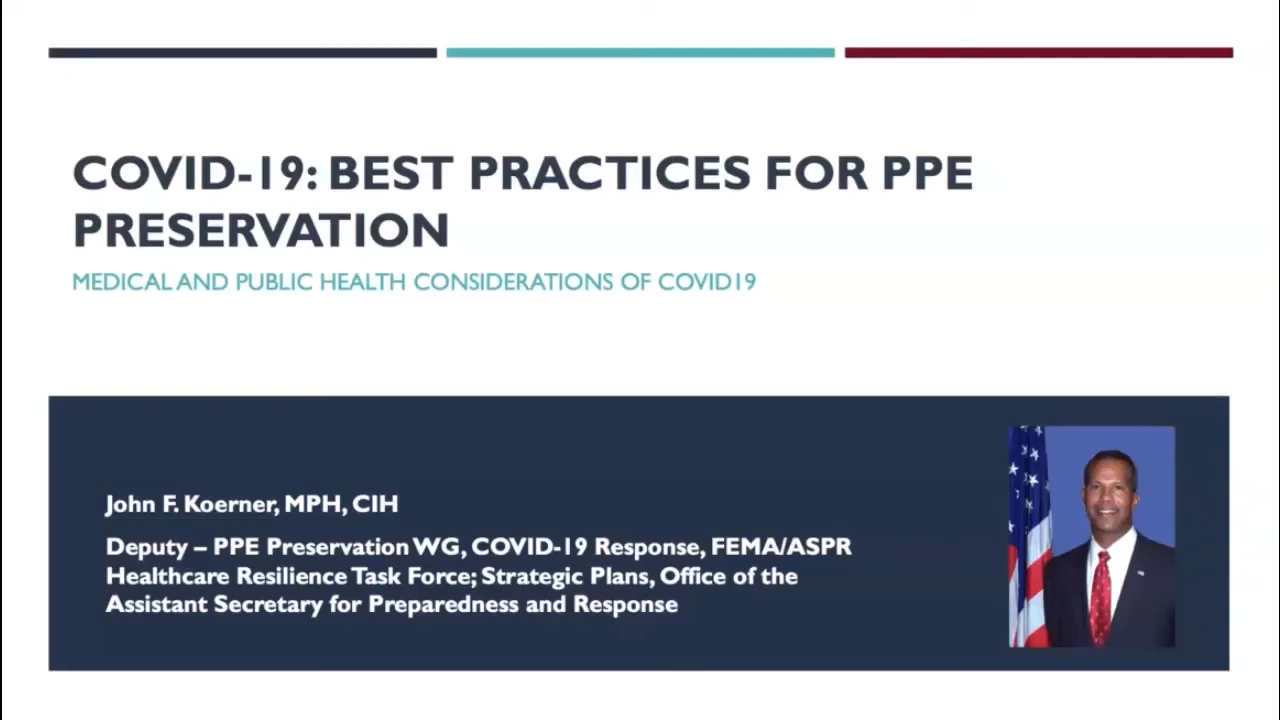 COVID-19: BEST PRACTICES FOR PPE
PRESERVATION
MEDICAL AND PUBLIC HEALTH CONSIDERATIONS OF COVID19
John F. Koerner, MPH, CIH
Deputy – PPE Preservation WG, COVID-19 Response, FEMA/ASPR
Healthcare Resilience Task Force; Strategic Plans, Office of the
Assistant Secretary for Preparedness and Response